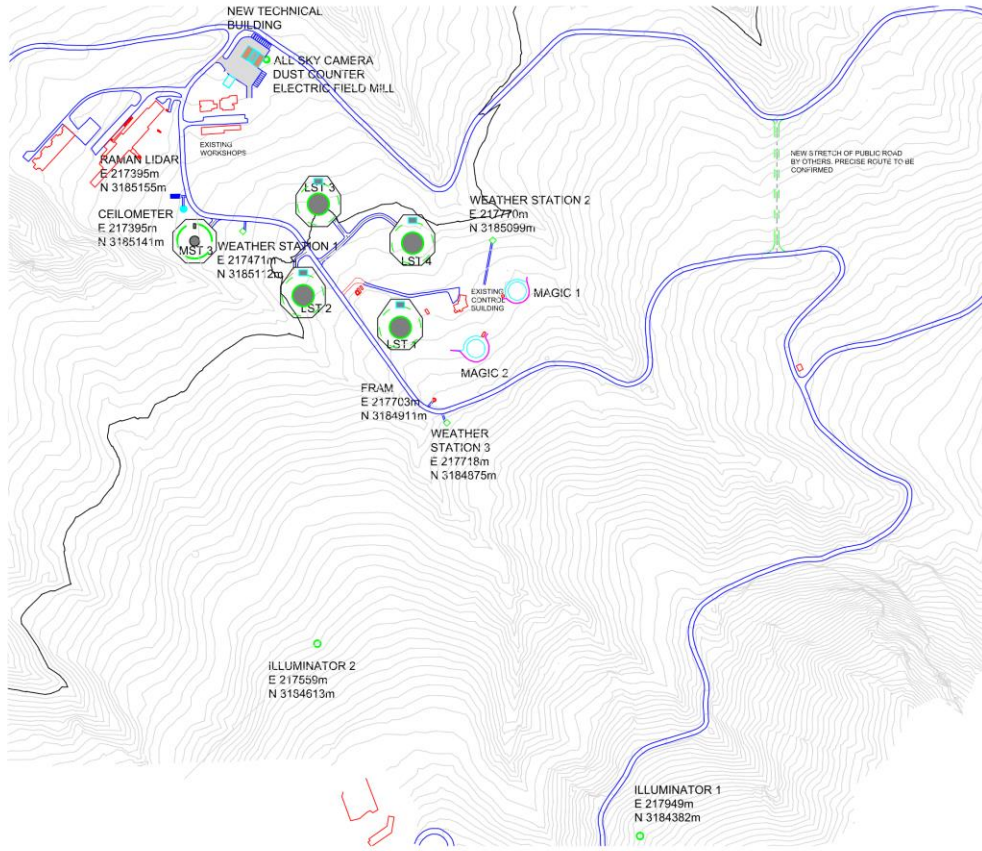 NEW TECHNICAL
BUILDING
ALL SKY CAMERA
DUST COUNTER
ELECTRIC FIELD MILL
EXISTING
WORKSHOPS
NEW STRETCH OF PUBLIC ROAD
BY OTHERS. PRECISE ROUTE TO BE
CONFIRMED
RAMAN LIDAR
E 217395m
N 3185155m
LST 3
WEATHER STATION 2
E 217770m
N 3185099m
CEILOMETER
E 217395m
N 3185141m
MST 3
WEATHER STATION 1
E 217471m
N 3185112m
LST 4
EXISTING
CONTROL
BUILDING
MAGIC 1
LST 2
LST 1
MAGIC 2
FRAM
E 217703m
N 3184911m
WEATHER
STATION 3
E 217718m
N 3184875m
ILLUMINATOR 2
E 217559m
N 3184613m
ILLUMINATOR 1
E 217949m
N 3184382m